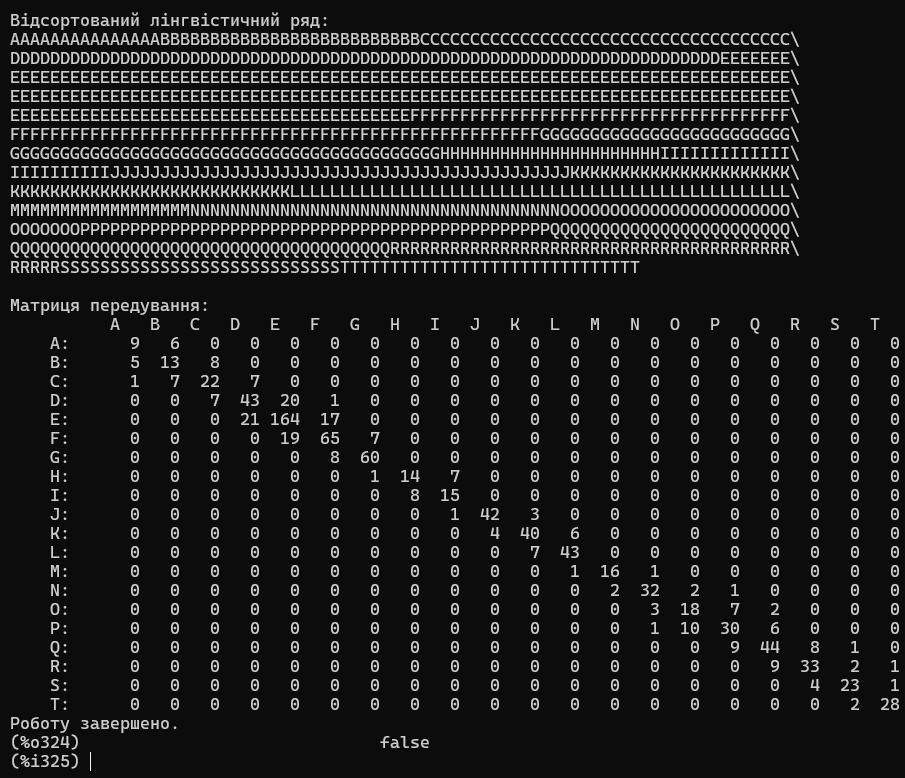 Відсортований лінгвістичний ряд:
AAAAAAAAAAAAAAABBBBBBBBBBBBBBBBBBBBBBBBBBCCCCCCCCCCCCCCCCCCCCCCCCCCCCCCCCCCCCC\
DDDDDDDDDDDDDDDDDDDDDDDDDDDDDDDDDDDDDDDDDDDDDDDDDDDDDDDDDDDDDDDDDDDDDDDEEEEEEE\
EEEEEEEEEEEEEEEEEEEEEEEEEEEEEEEEEEEEEEEEEEEEEEEEEEEEEEEEEEEEEEEEEEEEEEEEEEEEEE\
EEEEEEEEEEEEEEEEEEEEEEEEEEEEEEEEEEEEEEEEEEEEEEEEEEEEEEEEEEEEEEEEEEEEEEEEEEEEEE\
EEEEEEEEEEEEEEEEEEEEEEEEEEEEEEEEEEEEEEEEFFFFFFFFFFFFFFFFFFFFFFFFFFFFFFFFFFFFFF\
FFFFFFFFFFFFFFFFFFFFFFFFFFFFFFFFFFFFFFFFFFFFFFFFFFFFFGGGGGGGGGGGGGGGGGGGGGGGGG\
GGGGGGGGGGGGGGGGGGGGGGGGGGGGGGGGGGGGGGGGGGGHHHHHHHHHHHHHHHHHHHHHHIIIIIIIIIIIII\
IIIIIIIIIIJJJJJJJJJJJJJJJJJJJJJJJJJJJJJJJJJJJJJJJJJJJJJJKKKKKKKKKKKKKKKKKKKKKK\
KKKKKKKKKKKKKKKKKKKKKKKKKKKKLLLLLLLLLLLLLLLLLLLLLLLLLLLLLLLLLLLLLLLLLLLLLLLLLL\
MMMMMMMMMMMMMMMMMMNNNNNNNNNNNNNNNNNNNNNNNNNNNNNNNNNNNNNOOOOOOOOOOOOOOOOOOOOOOO\
OOOOOOOPPPPPPPPPPPPPPPPPPPPPPPPPPPPPPPPPPPPPPPPPPPPPPPQQQQQQQQQQQQQQQQQQQQQQQQ\
QQQQQQQQQQQQQQQQQQQQQQQQQQQQQQQQQQQQQQRRRRRRRRRRRRRRRRRRRRRRRRRRRRRRRRRRRRRRRR\
RRRRRSSSSSSSSSSSSSSSSSSSSSSSSSSSSTTTTTTTTTTTTTTTTTTTTTTTTTTTTTT
Матриця передування:
A B C D E F G H I J K L M N O P Q R S T
A: 9 6 0 0 0 0 0 0 0 0 0 0 0 0 0 0 0 0 0 0
B: 5 13 8 0 0 0 0 0 0 0 0 0 0 0 0 0 0 0 0 0
C: 1 7 22 7 0 0 0 0 0 0 0 0 0 0 0 0 0 0 0 0
D: 0 0 7 43 20 1 0 0 0 0 0 0 0 0 0 0 0 0 0 0
E: 0 0 0 21 164 17 0 0 0 0 0 0 0 0 0 0 0 0 0 0
F: 0 0 0 0 19 65 7 0 0 0 0 0 0 0 0 0 0 0 0 0
G: 0 0 0 0 0 8 60 0 0 0 0 0 0 0 0 0 0 0 0 0
H: 0 0 0 0 0 0 1 14 7 0 0 0 0 0 0 0 0 0 0 0
I: 0 0 0 0 0 0 0 8 15 0 0 0 0 0 0 0 0 0 0 0
J: 0 0 0 0 0 0 0 0 1 42 3 0 0 0 0 0 0 0 0 0
K: 0 0 0 0 0 0 0 0 0 4 40 6 0 0 0 0 0 0 0 0
L: 0 0 0 0 0 0 0 0 0 0 7 43 0 0 0 0 0 0 0 0
M: 0 0 0 0 0 0 0 0 0 0 0 1 16 1 0 0 0 0 0 0
N: 0 0 0 0 0 0 0 0 0 0 0 0 2 32 2 1 0 0 0 0
O: 0 0 0 0 0 0 0 0 0 0 0 0 0 3 18 7 2 0 0 0
P: 0 0 0 0 0 0 0 0 0 0 0 0 0 1 10 30 6 0 0 0
Q: 0 0 0 0 0 0 0 0 0 0 0 0 0 0 0 9 44 8 1 0
R: 0 0 0 0 0 0 0 0 0 0 0 0 0 0 0 0 9 33 2 1
S: 0 0 0 0 0 0 0 0 0 0 0 0 0 0 0 0 0 4 23 1
T: 0 0 0 0 0 0 0 0 0 0 0 0 0 0 0 0 0 0 2 28
Роботу завершено.
(%o324) false
(%i325)